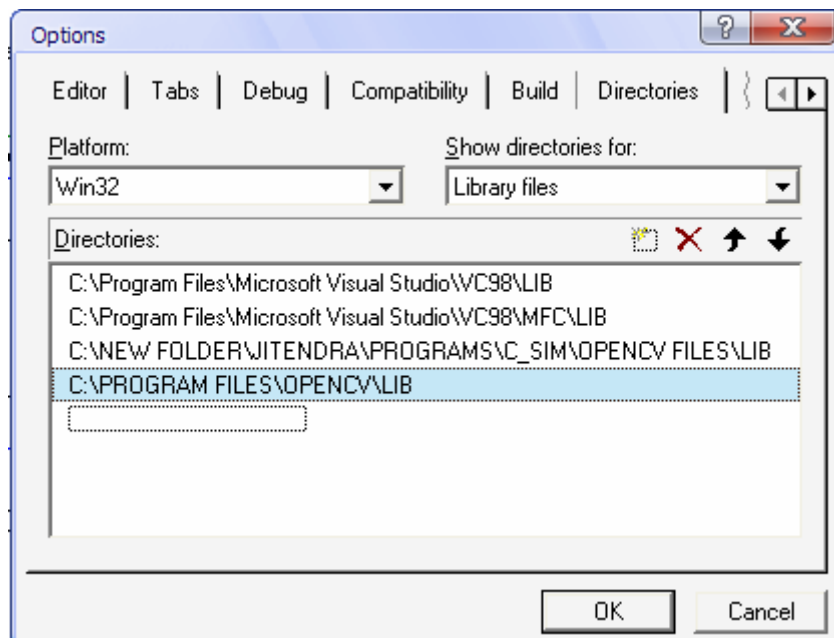 Options
Editor Tabs Debug Compatibility Build Directories
Platform: Show directories for:
Win32 Library files
Directories:
C:\Program Files\Microsoft Visual Studio\VC98\LIB
C:\Program Files\Microsoft Visual Studio\VC98\MFC\LIB
C:\NEW FOLDER\JITENDRA\PROGRAMS\C_SIM\OPENCV FILES\LIB
C:\PROGRAM FILES\OPENCV\LIB
OK Cancel